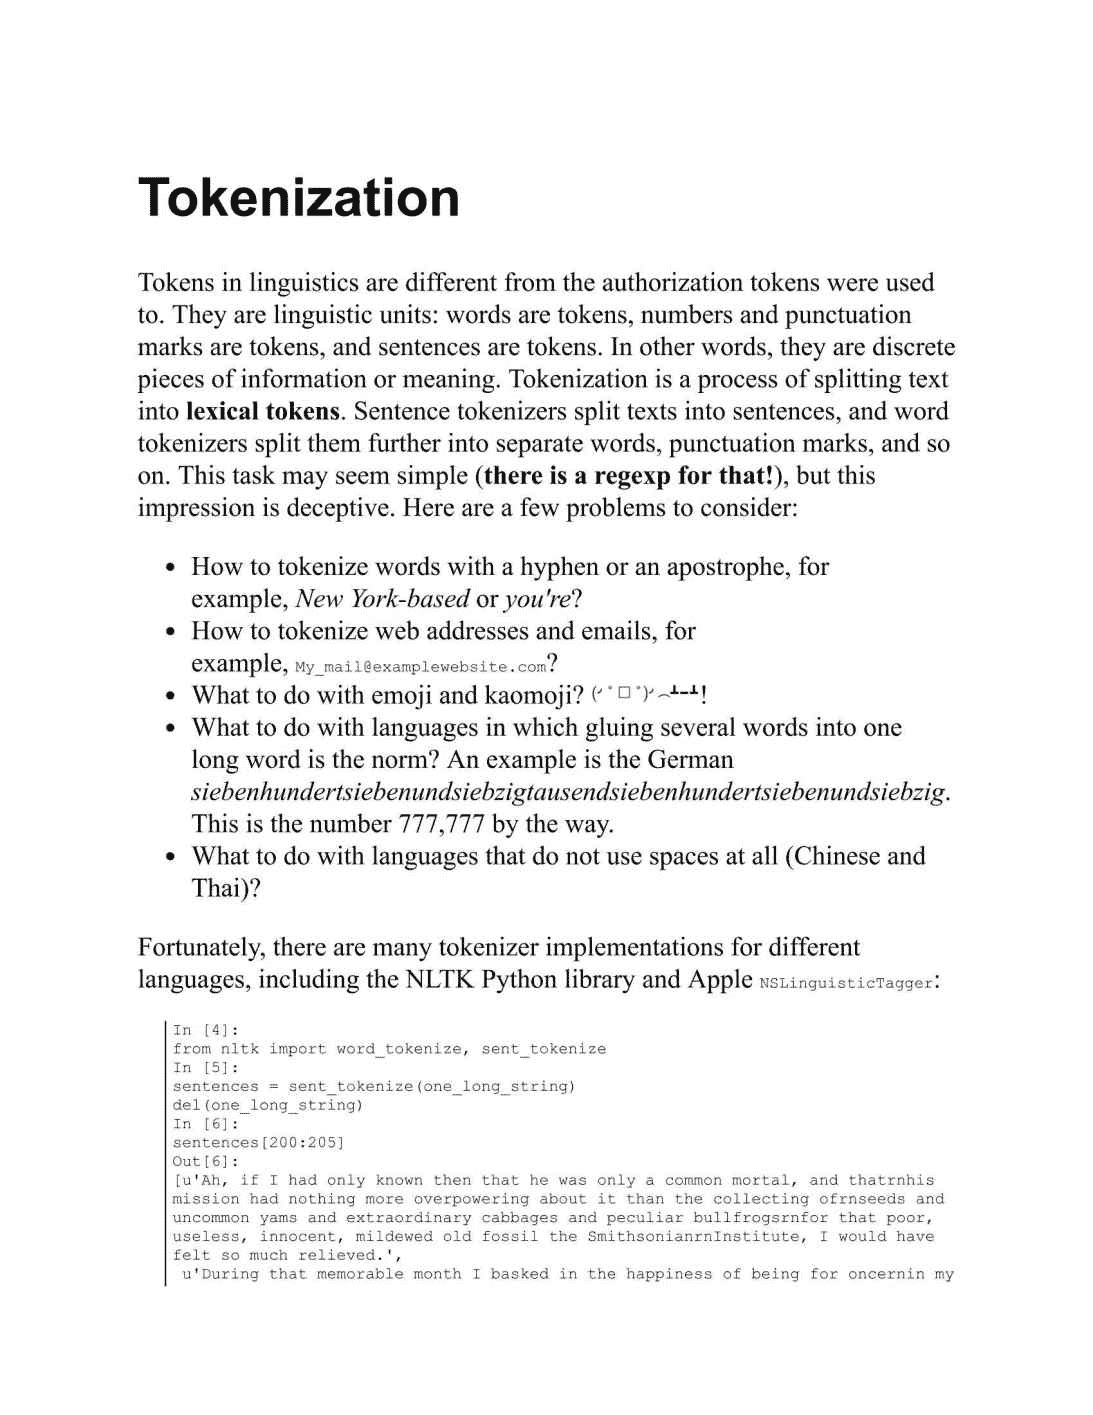 Tokenization
Tokens in linguistics are different from the authorization tokens were used
to. They are linguistic units: words are tokens, numbers and punctuation
marks are tokens, and sentences are tokens. In other words, they are discrete
pieces of information or meaning. Tokenization is a process of splitting text
into lexical tokens. Sentence tokenizers split texts into sentences, and word
tokenizers split them further into separate words, punctuation marks, and so
on. This task may seem simple (there is a regexp for that!), but this
impression is deceptive. Here are a few problems to consider:
• How to tokenize words with a hyphen or an apostrophe, for
example, New York-based or you're?
• How to tokenize web addresses and emails, for
example, My_mail@examplewebsite.com?
• What to do with emoji and kaomoji? (╯°□°)╯︵┻━┻!
• What to do with languages in which gluing several words into one
long word is the norm? An example is the German
siebenhundertsiebenundsiebzigtausendsiebenhundertsiebenundsiebzig.
This is the number 777,777 by the way.
• What to do with languages that do not use spaces at all (Chinese and
Thai)?
Fortunately, there are many tokenizer implementations for different
languages, including the NLTK Python library and Apple NSLinguisticTagger:
In [4]:
from nltk import word_tokenize, sent_tokenize
In [5]:
sentences = sent_tokenize(one_long_string)
del(one_long_string)
In [6]:
sentences[200:205]
Out[6]:
[u'Ah, if I had only known then that he was only a common mortal, and thatrnhis
mission had nothing more overpowering about it than the collecting ofrnseeds and
uncommon yams and extraordinary cabbages and peculiar bullfrogsrnfor that poor,
useless, innocent, mildewed old fossil the SmithsonianrnInstitute, I would have
felt so much relieved.',
u'During that memorable month I basked in the happiness of being for oncernin my